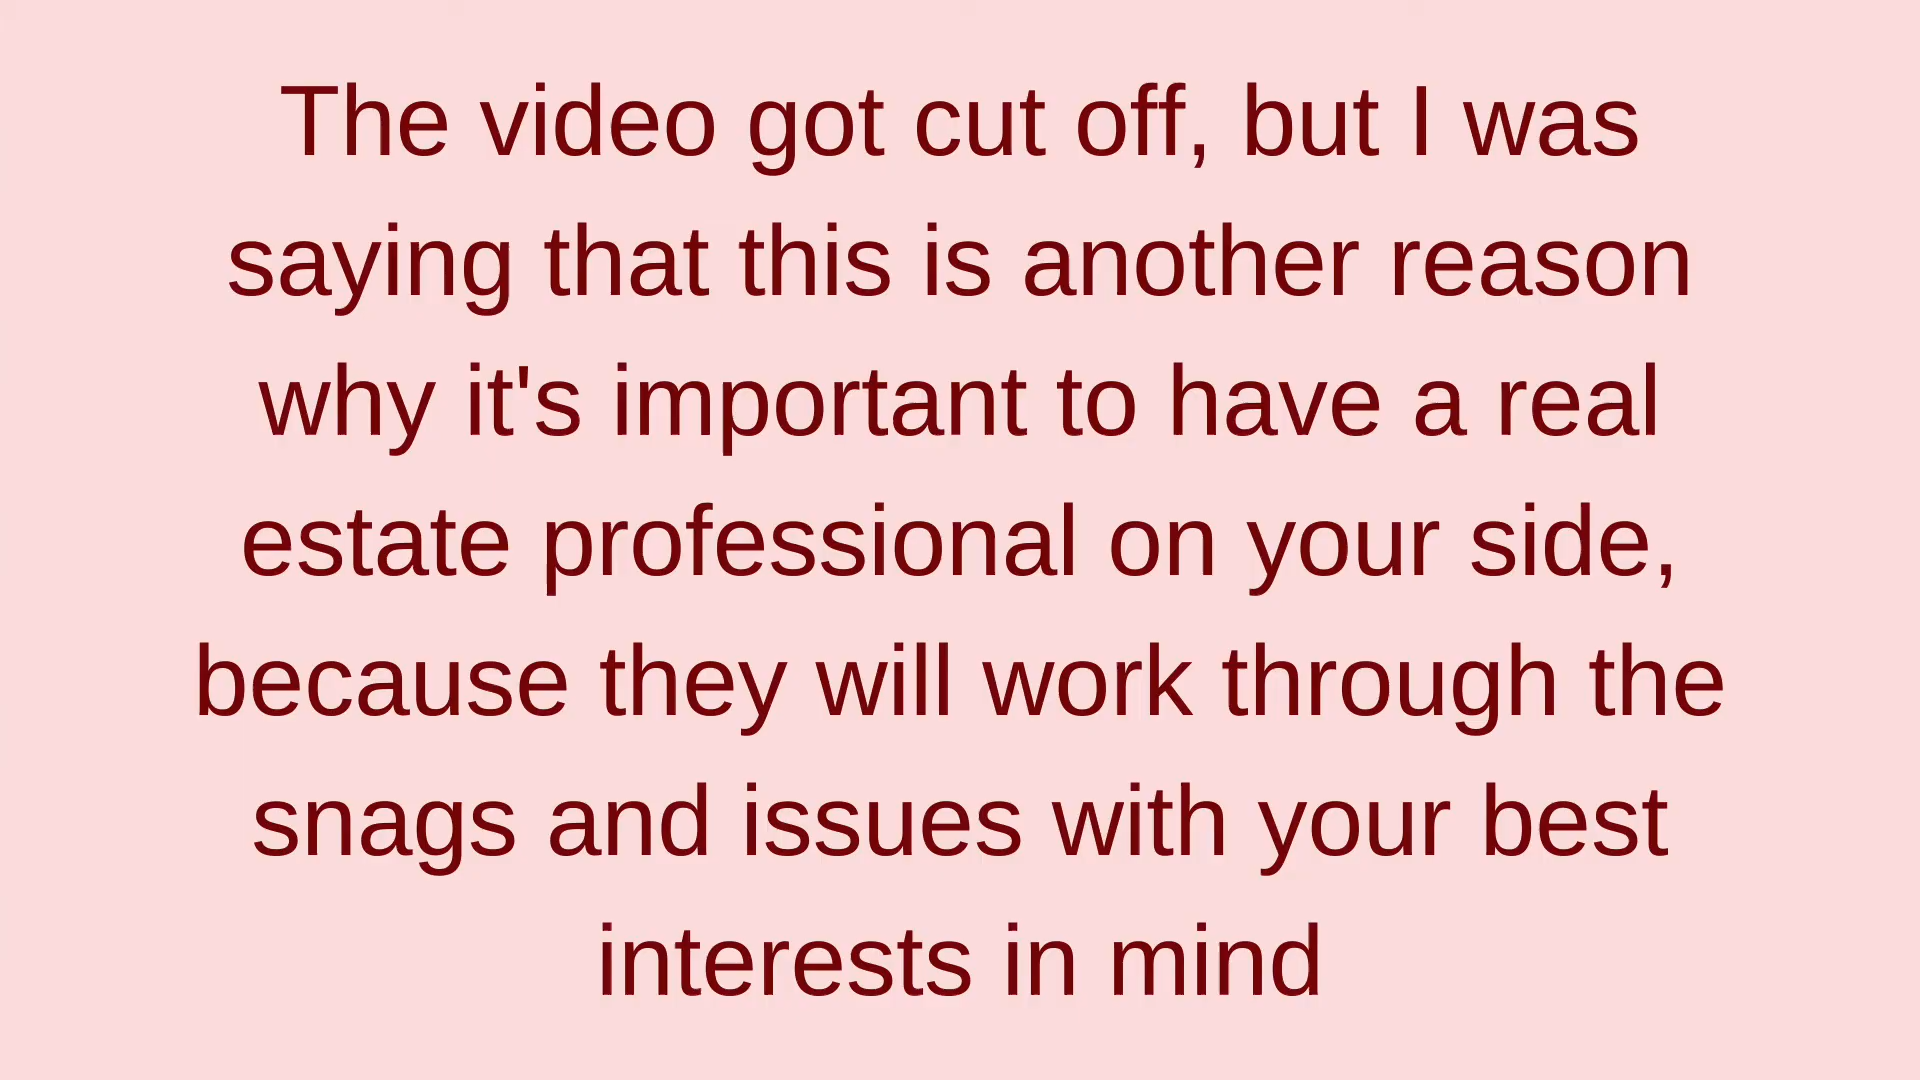 The video got cut off, but I was
saying that this is another reason
why it's important to have a real
estate professional on your side,
because they will work through the
snags and issues with your best
interests in mind